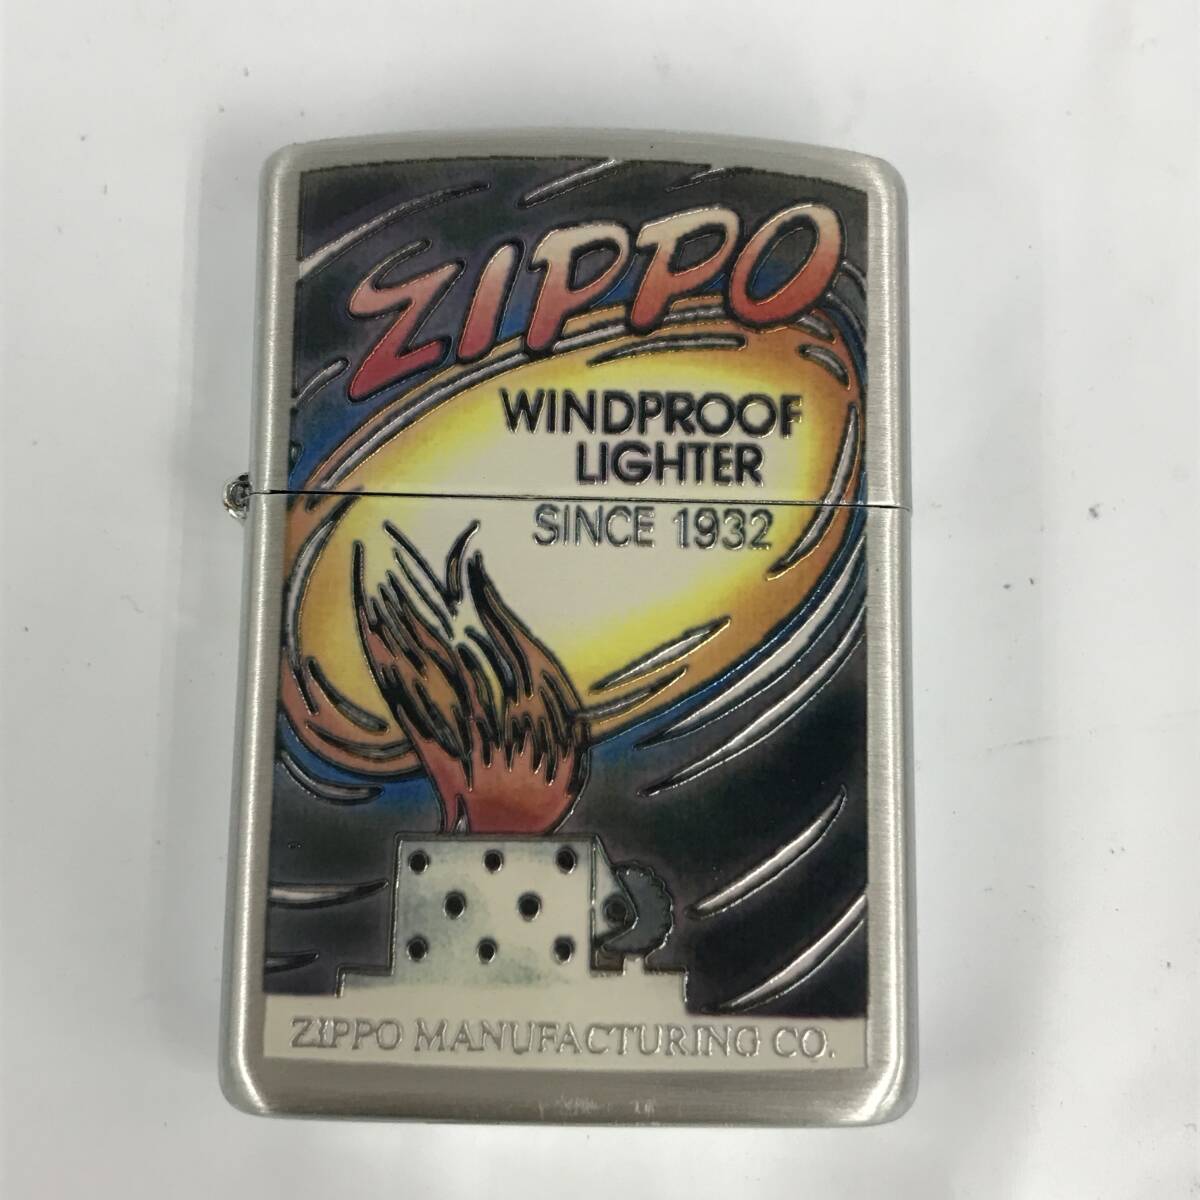 ZIPPO
WINDPROOF
LIGHTER
SINCE 1932
ZIPPO MANUFACTURING CO.